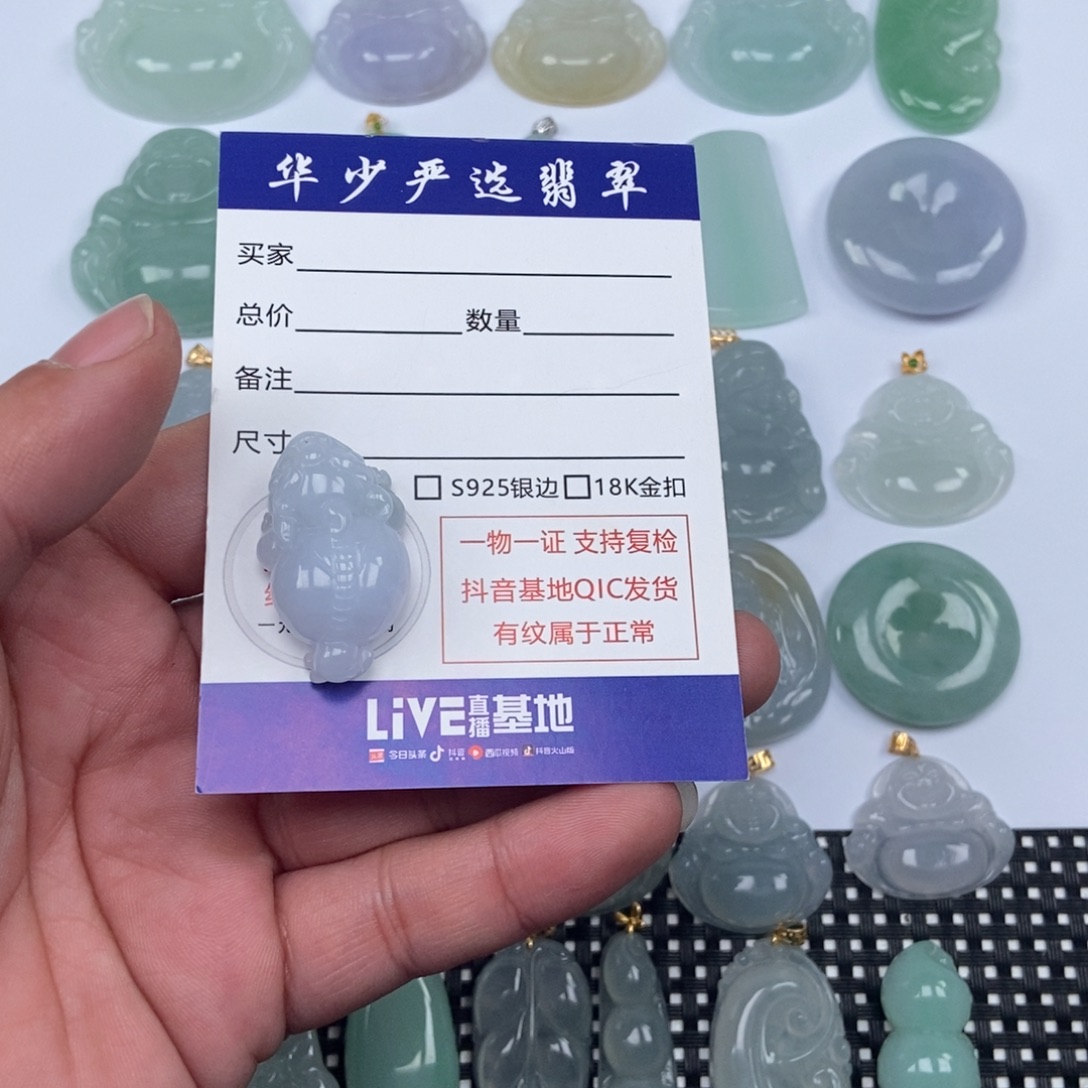 华少严选翡翠
买家
总价 数量
备注
尺寸
S925银边 18K金扣
一物一证 支持复检
抖音基地QIC发货
有纹属于正常
LiVE直播基地
今日头条 抖音 西瓜视频 抖音火山版